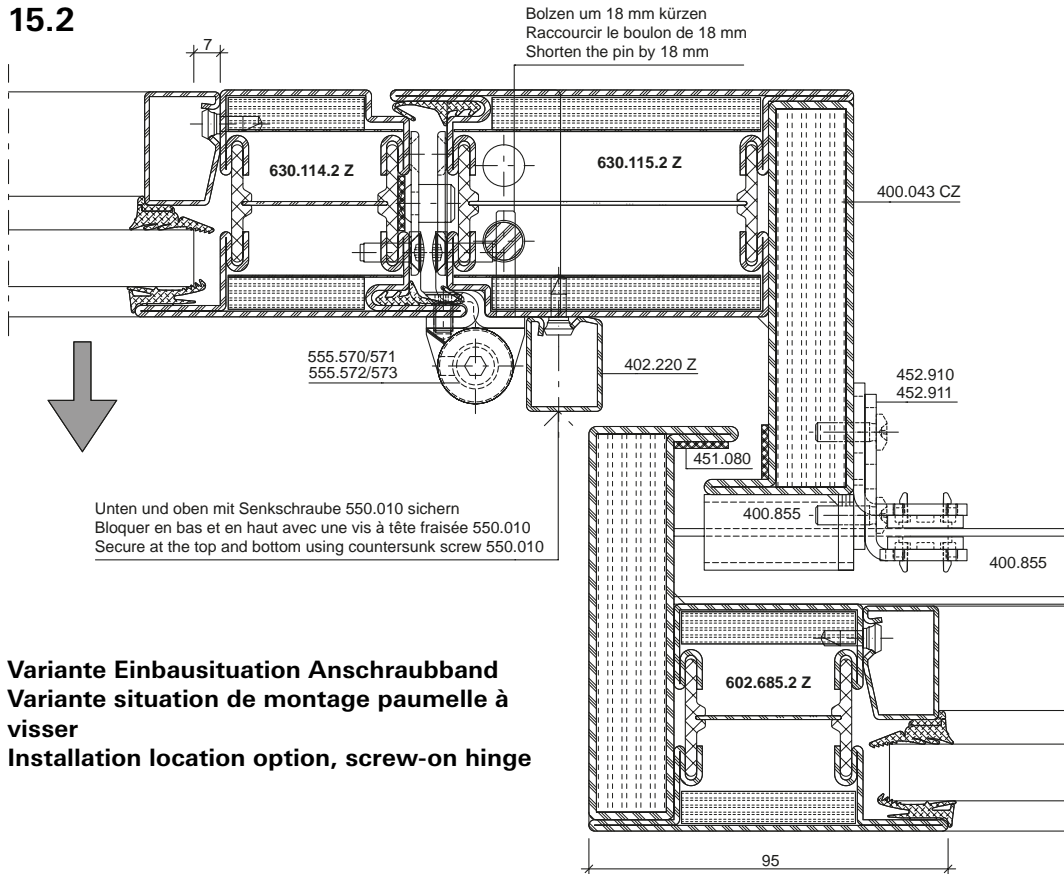 15.2
Bolzen um 18 mm kürzen
Raccourcir le boulon de 18 mm
Shorten the pin by 18 mm
7
630.114.2 Z
630.115.2 Z
400.043 CZ
555.570/571
555.572/573
402.220 Z
452.910
452.911
451.080
400.855
400.855
Unten und oben mit Senkschraube 550.010 sichern
Bloquer en bas et en haut avec une vis à tête fraisée 550.010
Secure at the top and bottom using countersunk screw 550.010
602.685.2 Z
Variante Einbausituation Anschraubband
Variante situation de montage paumelle à
visser
Installation location option, screw-on hinge
95